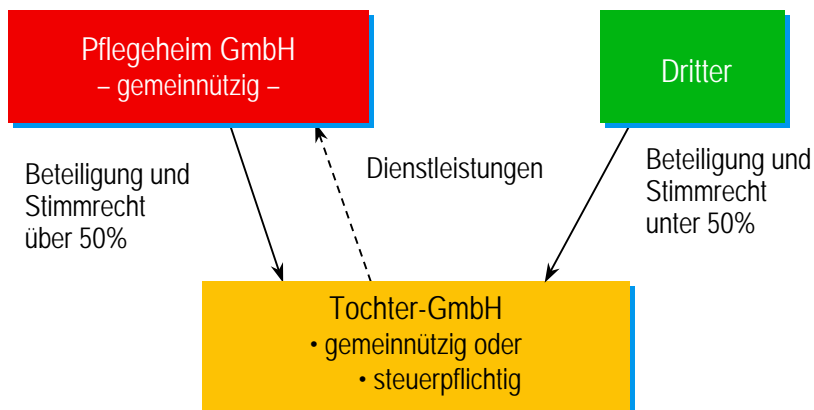 Pflegeheim GmbH
– gemeinnützig –
Dritter
Beteiligung und
Stimmrecht
über 50%
Dienstleistungen
Beteiligung und
Stimmrecht
unter 50%
Tochter-GmbH
• gemeinnützig oder
• steuerpflichtig